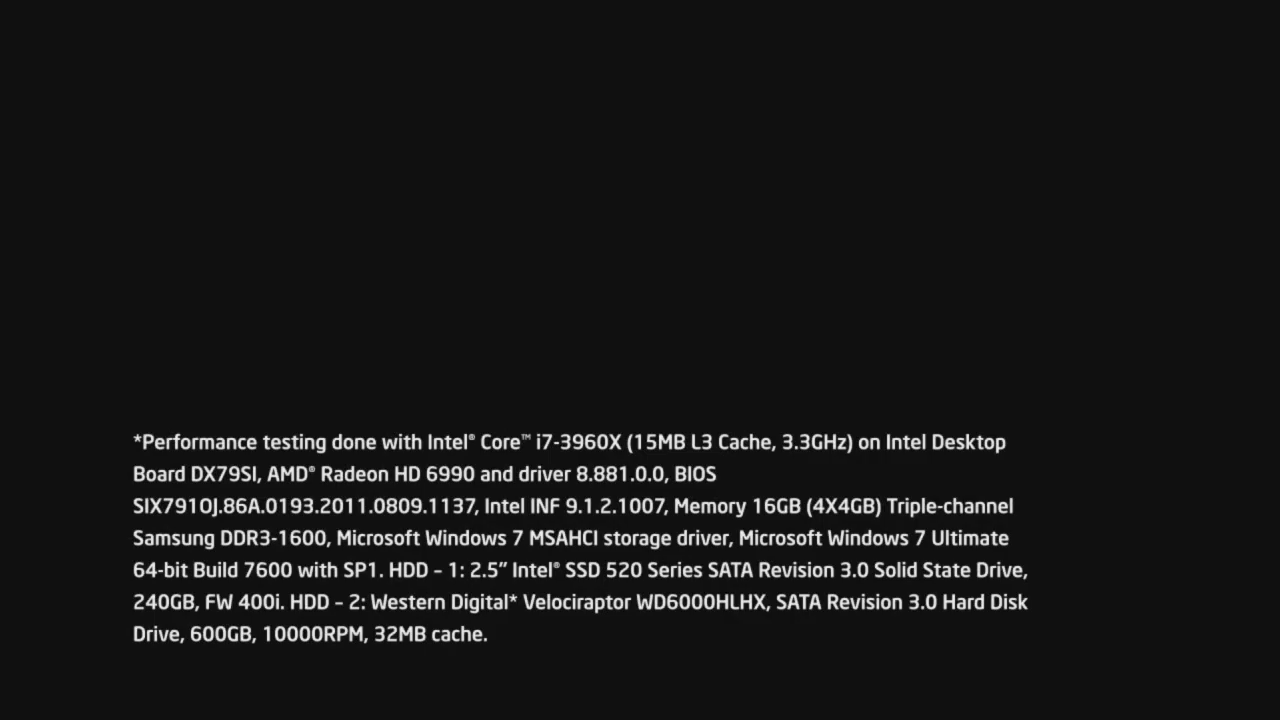 *Performance testing done with Intel® Core™ i7-3960X (15MB L3 Cache, 3.3GHz) on Intel Desktop
Board DX79SI, AMD® Radeon HD 6990 and driver 8.881.0.0, BIOS
SIX7910J.86A.0193.2011.0809.1137, Intel INF 9.1.2.1007, Memory 16GB (4X4GB) Triple-channel
Samsung DDR3-1600, Microsoft Windows 7 MSAHCI storage driver, Microsoft Windows 7 Ultimate
64-bit Build 7600 with SP1. HDD – 1: 2.5” Intel® SSD 520 Series SATA Revision 3.0 Solid State Drive,
240GB, FW 400i. HDD – 2: Western Digital* Velociraptor WD6000HLHX, SATA Revision 3.0 Hard Disk
Drive, 600GB, 10000RPM, 32MB cache.